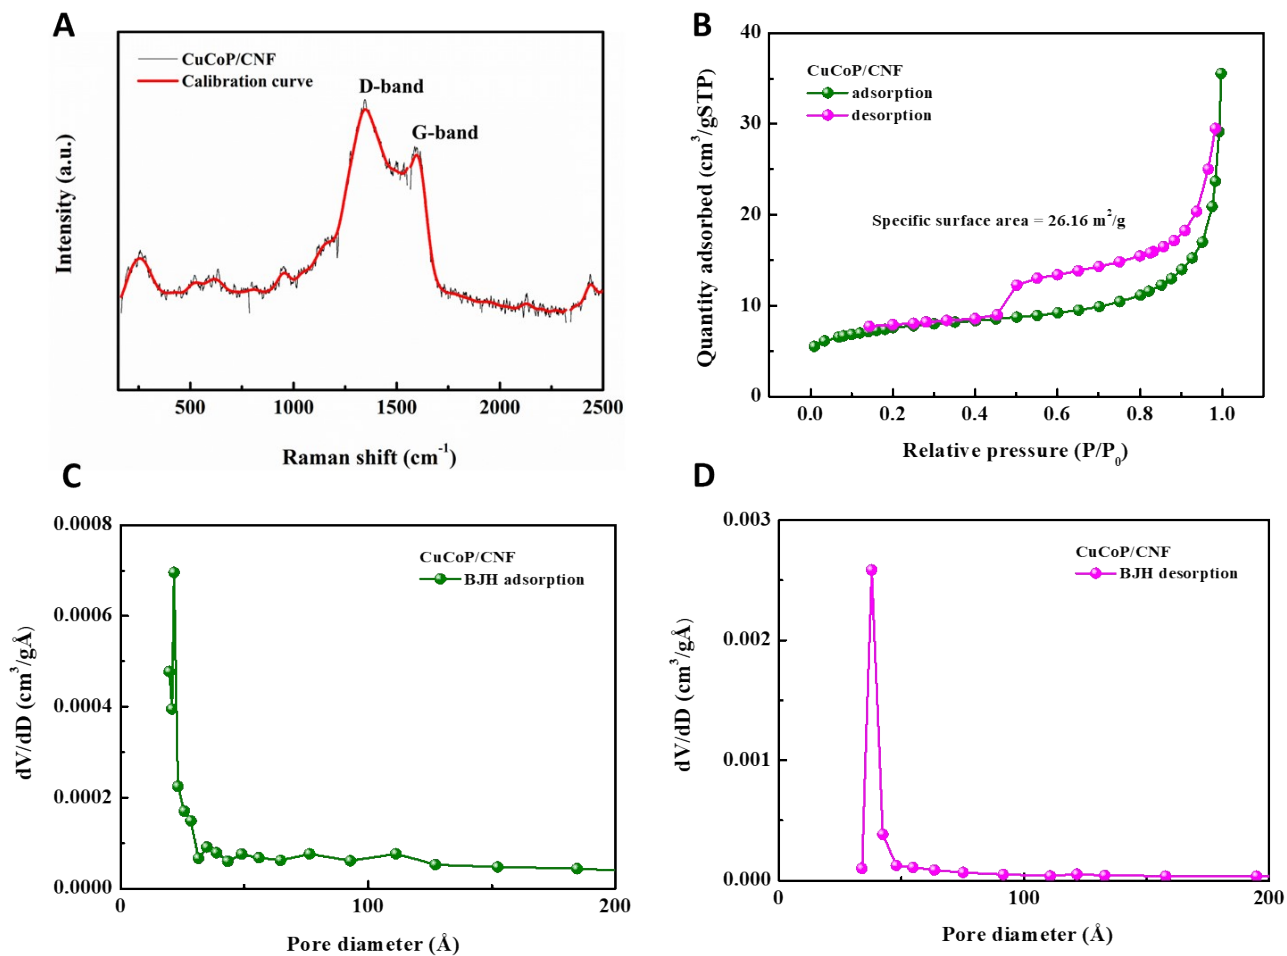 A
CuCoP/CNF
Calibration curve
D-band
G-band
Intensity (a.u.)
500
1000
1500
2000
2500
Raman shift (cm⁻¹)
B
40
30
20
10
0
CuCoP/CNF
adsorption
desorption
Specific surface area = 26.16 m²/g
Quantity adsorbed (cm³/gSTP)
0.0
0.2
0.4
0.6
0.8
1.0
Relative pressure (P/P₀)
C
0.0008
0.0006
0.0004
0.0002
0.0000
CuCoP/CNF
BJH adsorption
dV/dD (cm³/gÅ)
0
100
200
Pore diameter (Å)
D
0.003
0.002
0.001
0.000
CuCoP/CNF
BJH desorption
dV/dD (cm³/gÅ)
0
100
200
Pore diameter (Å)